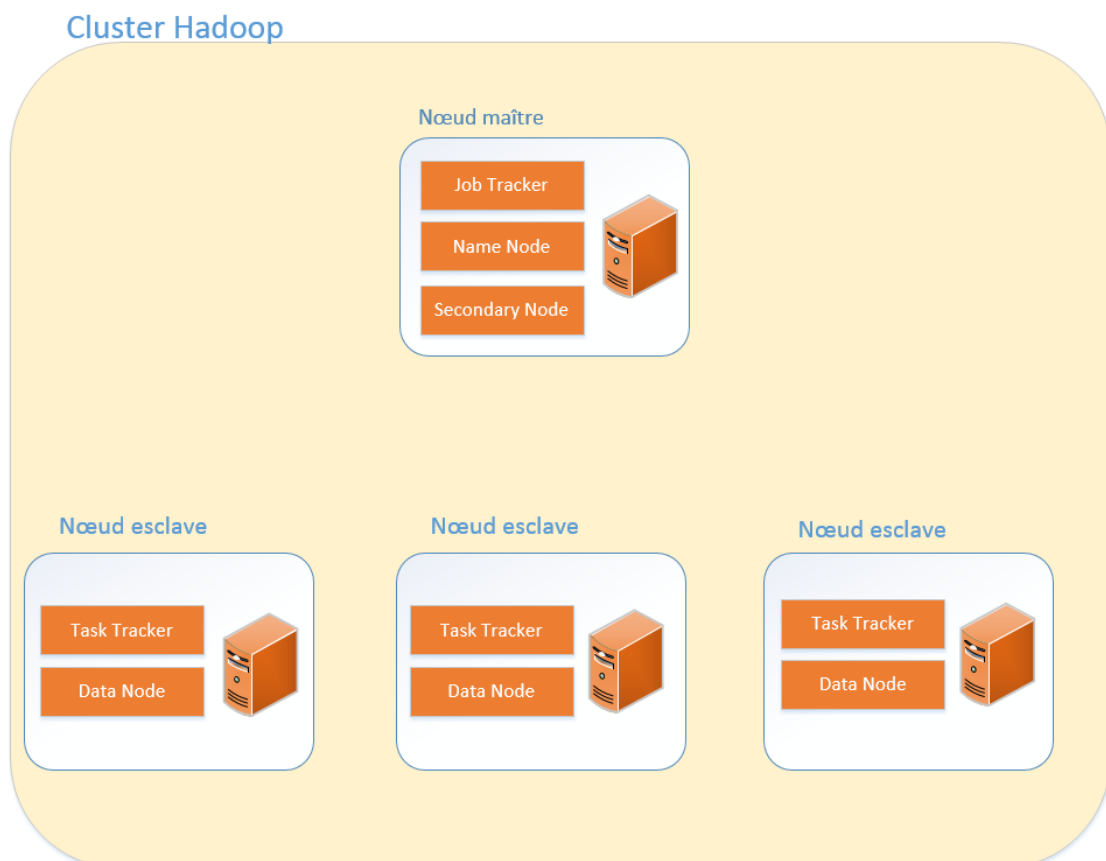 Cluster Hadoop
Nœud maître
Job Tracker
Name Node
Secondary Node
Nœud esclave
Task Tracker
Data Node
Nœud esclave
Task Tracker
Data Node
Nœud esclave
Task Tracker
Data Node